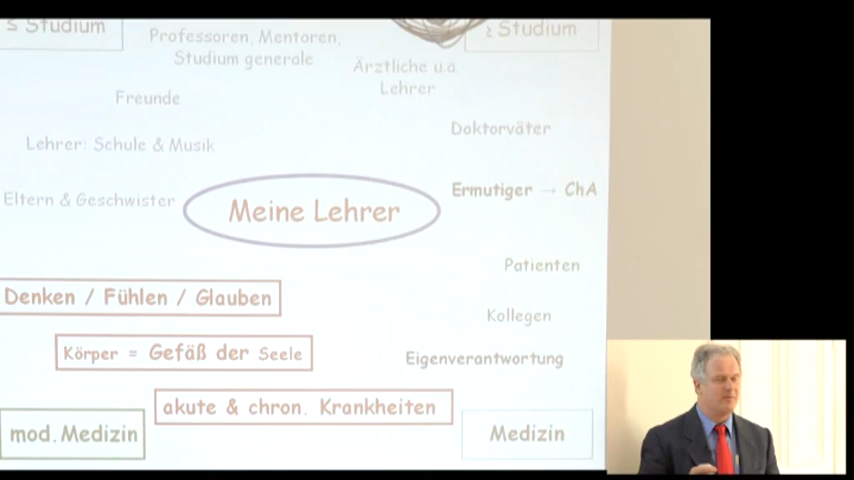 ≤ Studium
Professoren, Mentoren,
Studium generale
≥ Studium
Ärztliche u.a.
Lehrer
Freunde
Doktorväter
Lehrer: Schule & Musik
Eltern & Geschwister
Meine Lehrer
Ermutiger → ChA
Patienten
Denken / Fühlen / Glauben
Kollegen
Körper = Gefäß der Seele
Eigenverantwortung
akute & chron. Krankheiten
mod. Medizin
Medizin